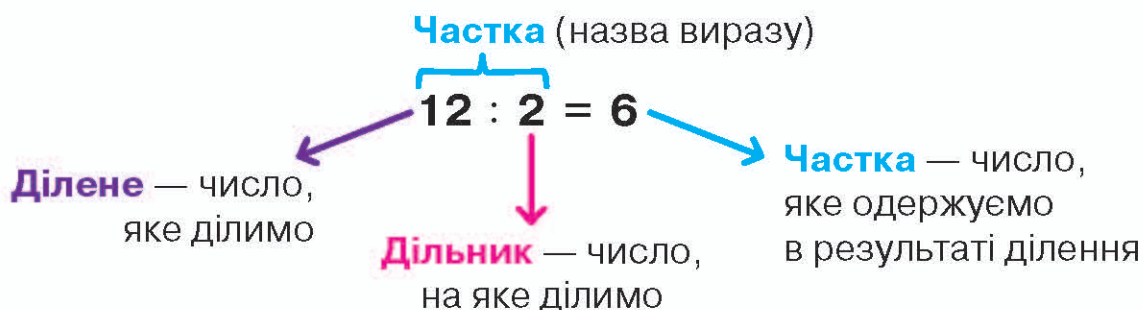 Частка (назва виразу)
12 : 2 = 6
Ділене — число,
яке ділимо
Дільник — число,
на яке ділимо
Частка — число,
яке одержуємо
в результаті ділення